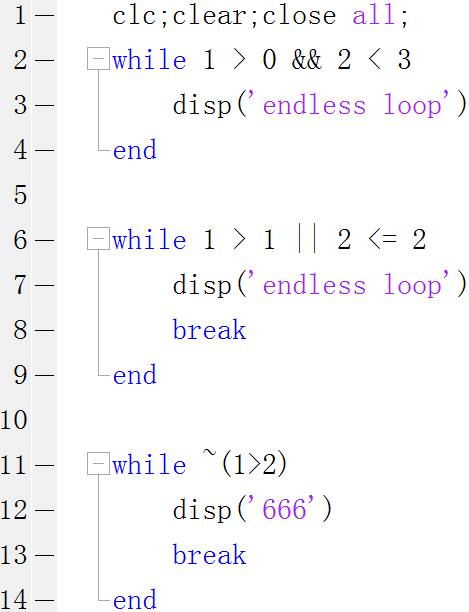 1 — clc;clear;close all;
2 — while 1 > 0 && 2 < 3
3 — disp('endless loop')
4 — end
5
6 — while 1 > 1 || 2 <= 2
7 — disp('endless loop')
8 — break
9 — end
10
11 — while ~(1>2)
12 — disp('666')
13 — break
14 — end